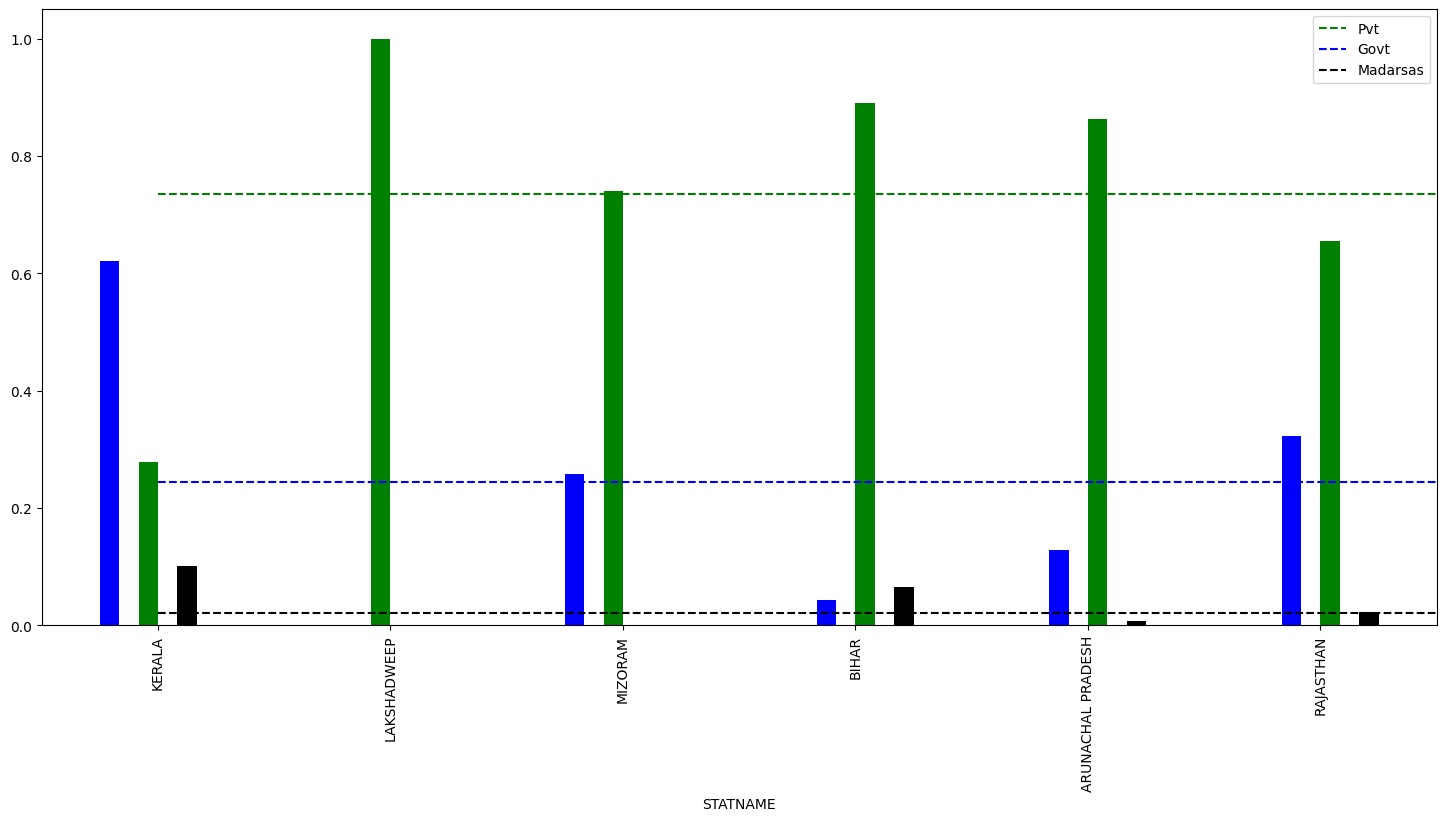 1.0
0.8
0.6
0.4
0.2
0.0
Pvt
Govt
Madarsas
KERALA
LAKSHADWEEP
MIZORAM
BIHAR
ARUNACHAL PRADESH
RAJASTHAN
STATNAME